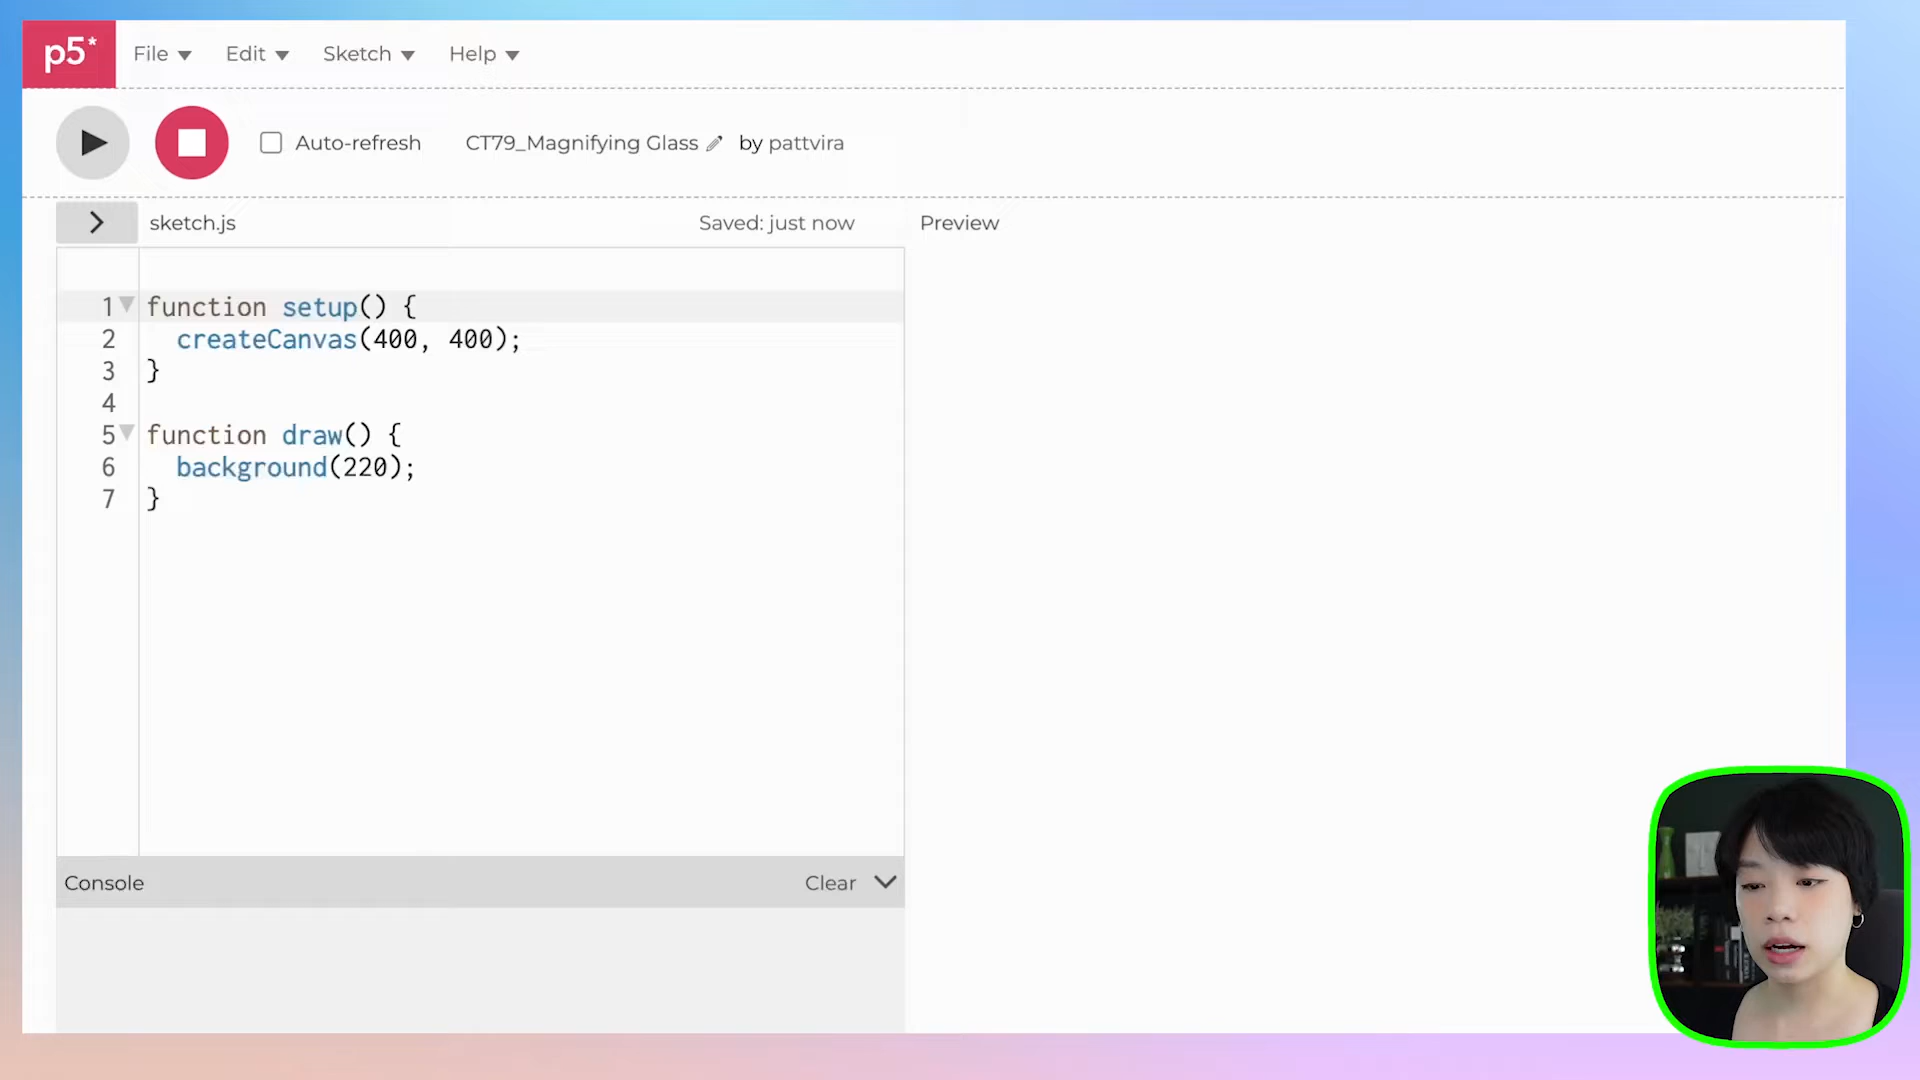 p5*
File Edit Sketch Help
Auto-refresh CT79_Magnifying Glass by pattvira
sketch.js Saved: just now Preview
1 function setup() {
2 createCanvas(400, 400);
3 }
4
5 function draw() {
6 background(220);
7 }
Console Clear